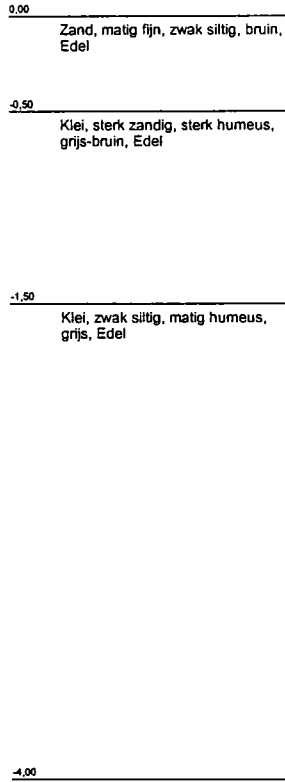 0,00
Zand, matig fijn, zwak siltig, bruin,
Edel
-0,50
Klei, sterk zandig, sterk humeus,
grijs-bruin, Edel
-1,50
Klei, zwak siltig, matig humeus,
grijs, Edel
-4,00